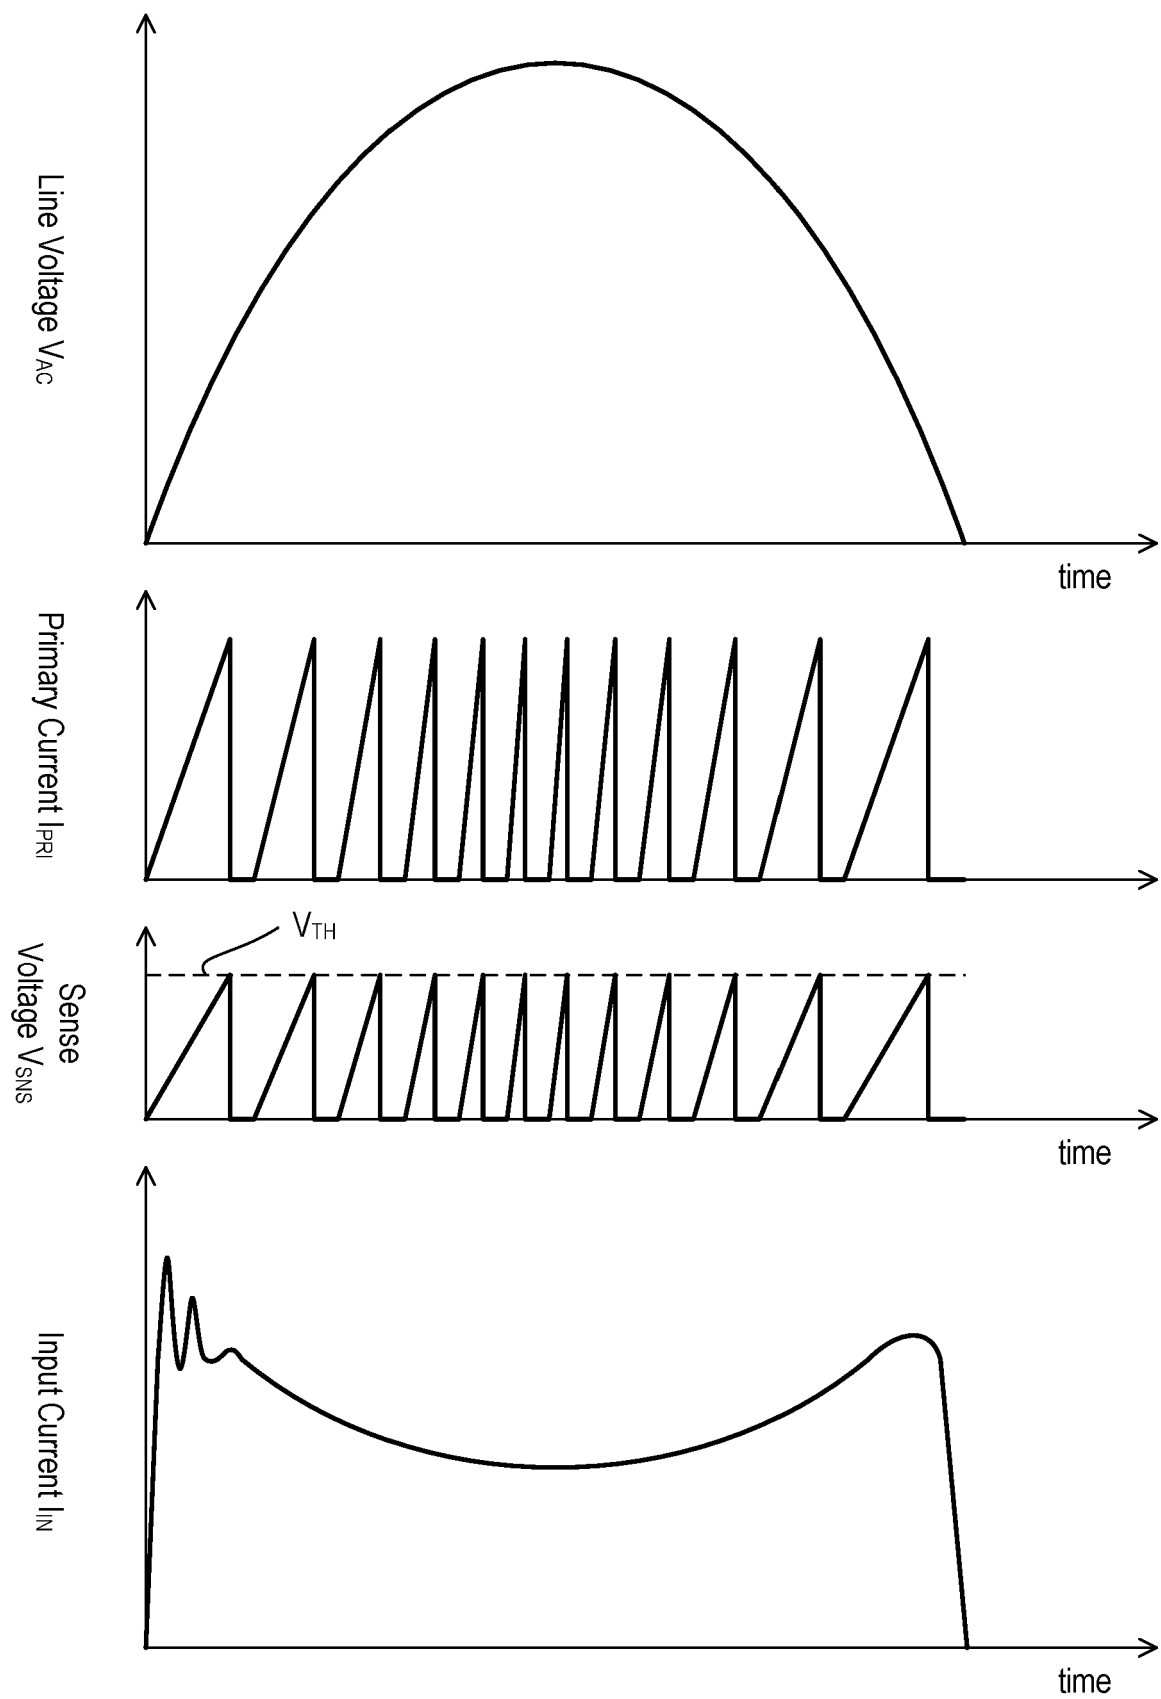 Line Voltage VAC
time
Primary Current IPRI
VTH
Sense
Voltage VSNS
time
Input Current IIN
time